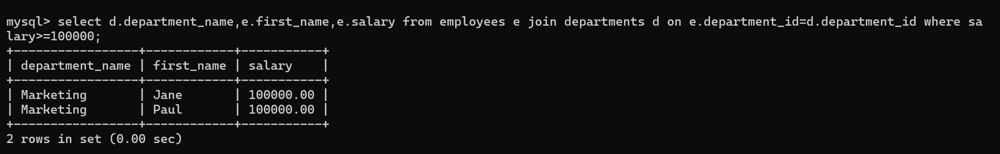 mysql> select d.department_name,e.first_name,e.salary from employees e join departments d on e.department_id=d.department_id where sa
lary>=100000;
+-----------------+------------+-----------+
| department_name | first_name | salary    |
+-----------------+------------+-----------+
| Marketing       | Jane       | 100000.00 |
| Marketing       | Paul       | 100000.00 |
+-----------------+------------+-----------+
2 rows in set (0.00 sec)